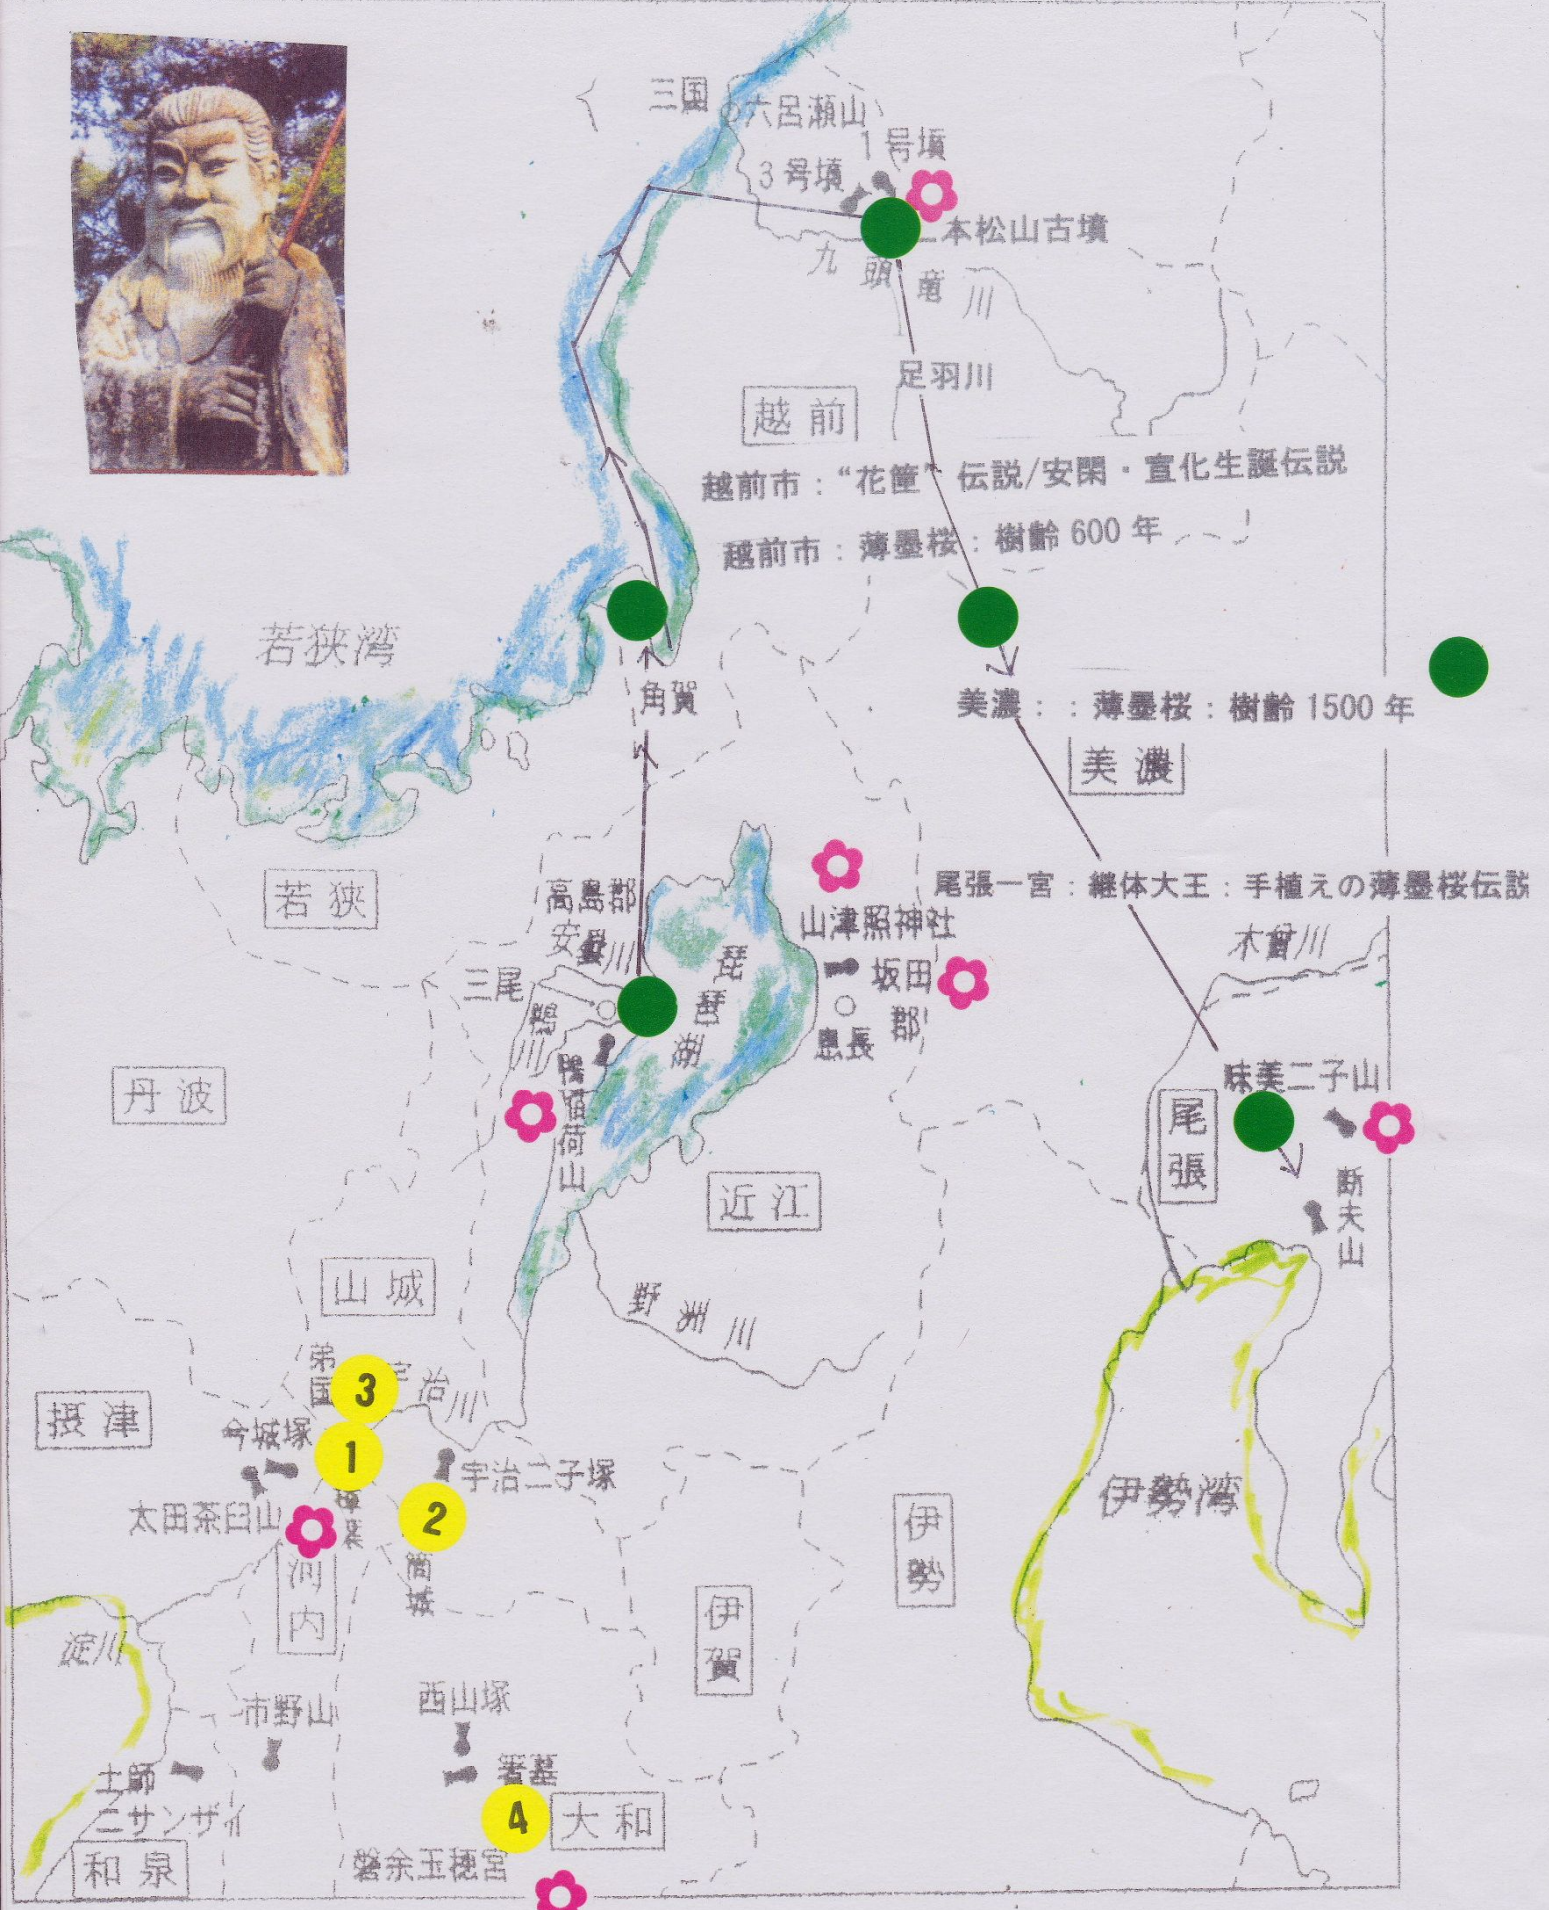 三国
六呂瀬山
1号墳
3号墳
二本松山古墳
九頭竜川
足羽川
越前
越前市：“花筐” 伝説/安閑・宣化生誕伝説
越前市：薄墨桜：樹齢 600 年
若狭湾
角賀
美濃：：薄墨桜：樹齢 1500 年
美濃
若狭
高島郡
安曇川
三尾
鴨川
鴨稲荷山
琵琶湖
山津照神社
坂田郡
息長
尾張一宮：継体大王：手植えの薄墨桜伝説
木曽川
丹波
近江
味美二子山
尾張
断夫山
山城
野洲川
弟国
3
宇治川
摂津
今城塚
1
宇治二子塚
太田茶臼山
樟葉
2
筒城
河内
伊勢
伊勢湾
伊賀
淀川
市野山
西山塚
箸墓
土師
ニサンザイ
4
大和
和泉
磐余玉穂宮